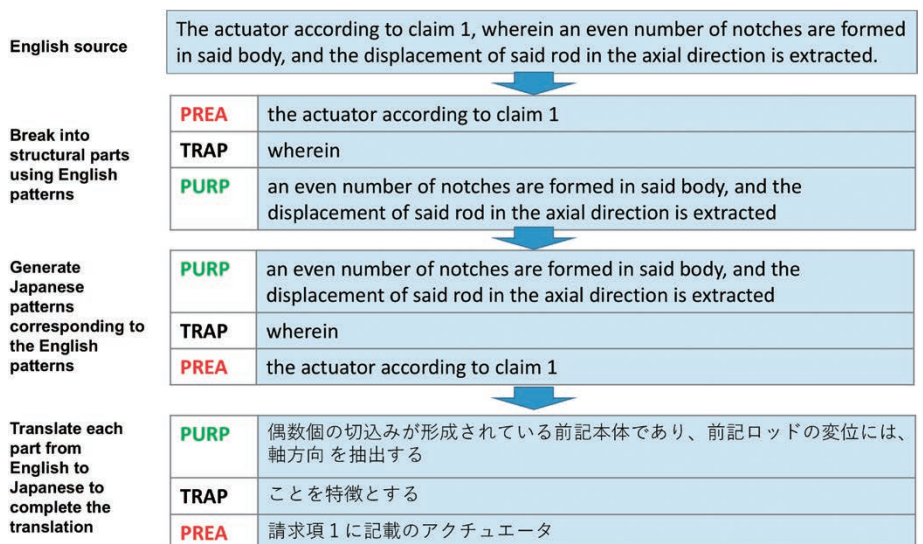 English source
The actuator according to claim 1, wherein an even number of notches are formed
in said body, and the displacement of said rod in the axial direction is extracted.
Break into
structural parts
using English
patterns
PREA
the actuator according to claim 1
TRAP
wherein
PURP
an even number of notches are formed in said body, and the
displacement of said rod in the axial direction is extracted
Generate
Japanese
patterns
corresponding to
the English
patterns
PURP
an even number of notches are formed in said body, and the
displacement of said rod in the axial direction is extracted
TRAP
wherein
PREA
the actuator according to claim 1
Translate each
part from
English to
Japanese to
complete the
translation
PURP
偶数個の切込みが形成されている前記本体であり、前記ロッドの変位には、
軸方向 を抽出する
TRAP
ことを特徴とする
PREA
請求項 1 に記載のアクチュエータ